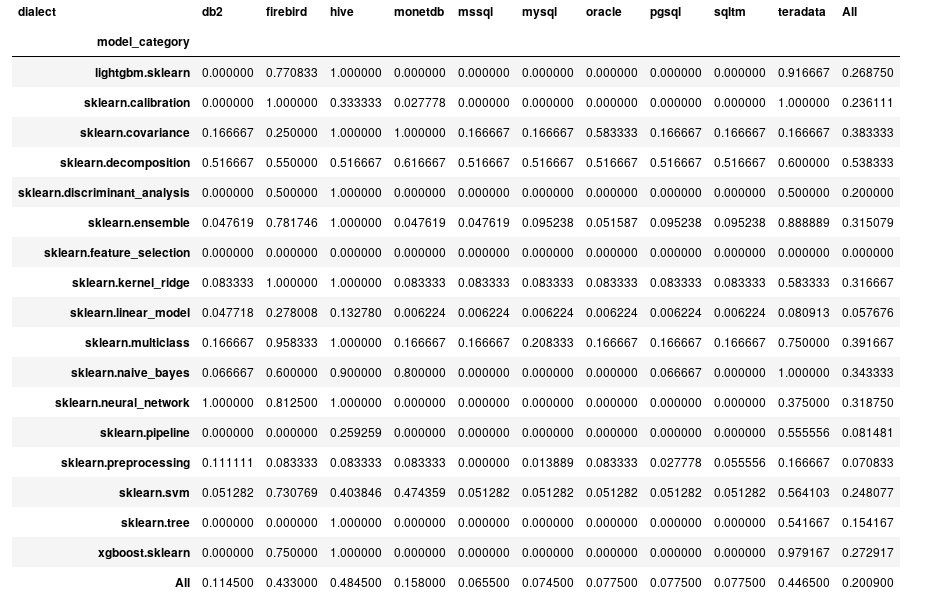 dialect db2 firebird hive monetdb mssql mysql oracle pgsql sqltm teradata All
model_category
lightgbm.sklearn 0.000000 0.770833 1.000000 0.000000 0.000000 0.000000 0.000000 0.000000 0.000000 0.916667 0.268750
sklearn.calibration 0.000000 1.000000 0.333333 0.027778 0.000000 0.000000 0.000000 0.000000 0.000000 1.000000 0.236111
sklearn.covariance 0.166667 0.250000 1.000000 1.000000 0.166667 0.166667 0.583333 0.166667 0.166667 0.166667 0.383333
sklearn.decomposition 0.516667 0.550000 0.516667 0.616667 0.516667 0.516667 0.516667 0.516667 0.516667 0.600000 0.538333
sklearn.discriminant_analysis 0.000000 0.500000 1.000000 0.000000 0.000000 0.000000 0.000000 0.000000 0.000000 0.500000 0.200000
sklearn.ensemble 0.047619 0.781746 1.000000 0.047619 0.047619 0.095238 0.051587 0.095238 0.095238 0.888889 0.315079
sklearn.feature_selection 0.000000 0.000000 0.000000 0.000000 0.000000 0.000000 0.000000 0.000000 0.000000 0.000000 0.000000
sklearn.kernel_ridge 0.083333 1.000000 1.000000 0.083333 0.083333 0.083333 0.083333 0.083333 0.083333 0.583333 0.316667
sklearn.linear_model 0.047718 0.278008 0.132780 0.006224 0.006224 0.006224 0.006224 0.006224 0.006224 0.080913 0.057676
sklearn.multiclass 0.166667 0.958333 1.000000 0.166667 0.166667 0.208333 0.166667 0.166667 0.166667 0.750000 0.391667
sklearn.naive_bayes 0.066667 0.600000 0.900000 0.800000 0.000000 0.000000 0.000000 0.066667 0.000000 1.000000 0.343333
sklearn.neural_network 1.000000 0.812500 1.000000 0.000000 0.000000 0.000000 0.000000 0.000000 0.000000 0.375000 0.318750
sklearn.pipeline 0.000000 0.000000 0.259259 0.000000 0.000000 0.000000 0.000000 0.000000 0.000000 0.555556 0.081481
sklearn.preprocessing 0.111111 0.083333 0.083333 0.083333 0.000000 0.013889 0.083333 0.027778 0.055556 0.166667 0.070833
sklearn.svm 0.051282 0.730769 0.403846 0.474359 0.051282 0.051282 0.051282 0.051282 0.051282 0.564103 0.248077
sklearn.tree 0.000000 0.000000 1.000000 0.000000 0.000000 0.000000 0.000000 0.000000 0.000000 0.541667 0.154167
xgboost.sklearn 0.000000 0.750000 1.000000 0.000000 0.000000 0.000000 0.000000 0.000000 0.000000 0.979167 0.272917
All 0.114500 0.433000 0.484500 0.158000 0.065500 0.074500 0.077500 0.077500 0.077500 0.446500 0.200900